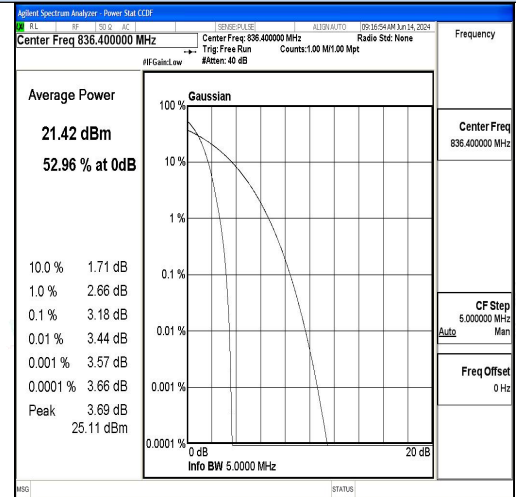 Agilent Spectrum Analyzer - Power Stat CCDF
RL RF 50 Ω AC SENSE:PULSE ALIGN AUTO 09:16:54 AM Jun 14, 2024
Center Freq 836.400000 MHz
Center Freq: 836.400000 MHz Radio Std: None
Trig: Free Run Counts:1.00 M/1.00 Mpt
#IFGain:Low #Atten: 40 dB
Frequency
Average Power
21.42 dBm
52.96 % at 0dB
10.0 % 1.71 dB
1.0 % 2.66 dB
0.1 % 3.18 dB
0.01 % 3.44 dB
0.001 % 3.57 dB
0.0001 % 3.66 dB
Peak 3.69 dB
25.11 dBm
Gaussian
100 %
10 %
1 %
0.1 %
0.01 %
0.001 %
0.0001 %
0 dB 20 dB
Info BW 5.0000 MHz
Center Freq
836.400000 MHz
CF Step
5.000000 MHz
Auto Man
Freq Offset
0 Hz
MSG STATUS